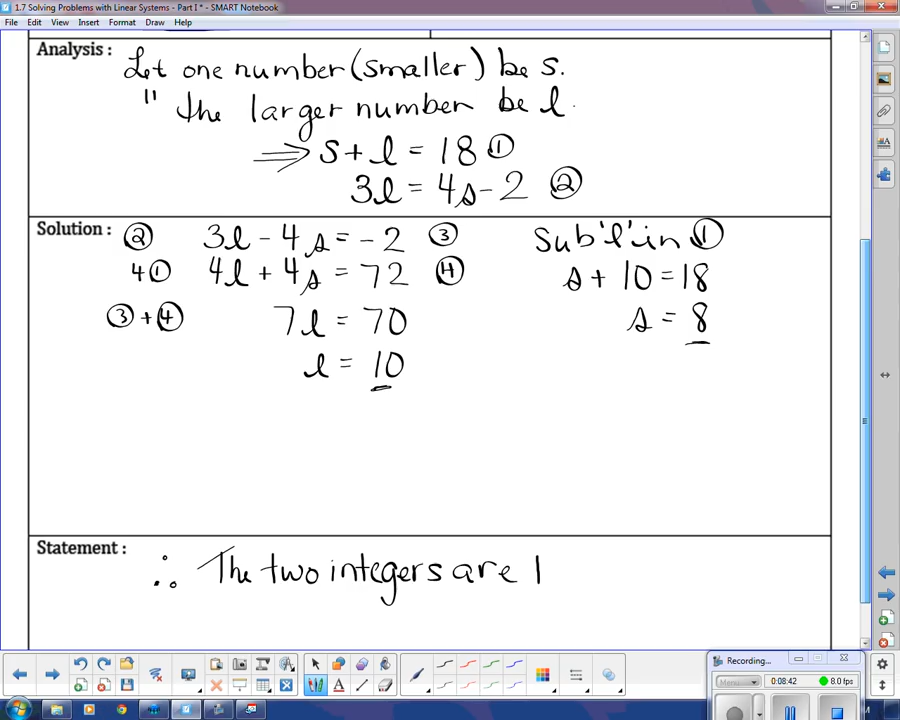 1.7 Solving Problems with Linear Systems - Part I * - SMART Notebook
File Edit View Insert Format Draw Help
Analysis :
Let one number (smaller) be s.
" the larger number be l.
⟹ s + l = 18 ①
3l = 4s - 2 ②
Solution :
② 3l - 4s = -2 ③
4① 4l + 4s = 72 ④
③ + ④ 7l = 70
l = 10
Sub 'l' in ①
s + 10 = 18
s = 8
Statement :
∴ The two integers are 1
Recording...
Menu
0:08:42 8.0 fps